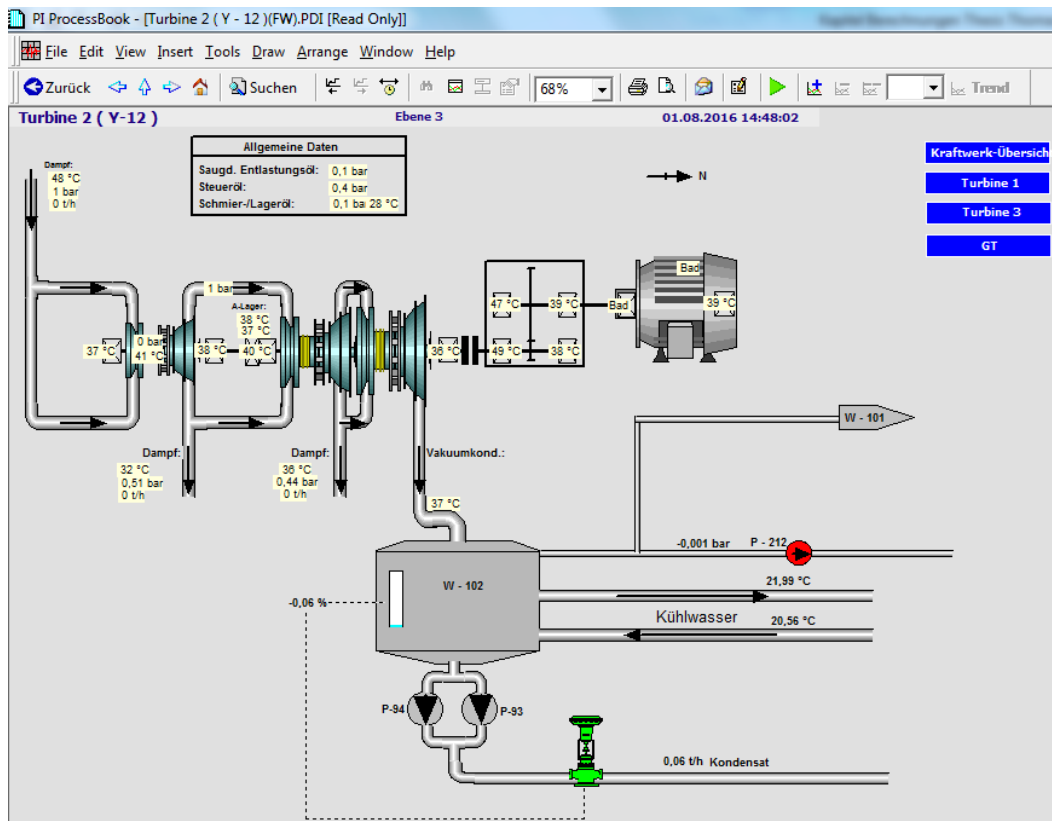 PI ProcessBook - [Turbine 2 ( Y - 12 )(FW).PDI [Read Only]]
File Edit View Insert Tools Draw Arrange Window Help
Zurück Suchen 68% Trend
Turbine 2 ( Y-12 ) Ebene 3 01.08.2016 14:48:02
Allgemeine Daten
Saugd. Entlastungsöl: 0,1 bar
Steueröl: 0,4 bar
Schmier-/Lageröl: 0,1 ba 28 °C
Dampf:
48 °C
1 bar
0 t/h
N
Kraftwerk-Übersich
Turbine 1
Turbine 3
GT
1 bar
A-Lager:
38 °C
37 °C
37 °C
0 bar
41 °C
38 °C
40 °C
36 °C
47 °C
39 °C
49 °C
38 °C
Bad
Bad
39 °C
W - 101
Dampf:
32 °C
0,51 bar
0 t/h
Dampf:
36 °C
0,44 bar
0 t/h
Vakuumkond.:
37 °C
-0,001 bar P - 212
W - 102
21,99 °C
-0,06 %
Kühlwasser 20,56 °C
P-94
P-93
0,06 t/h Kondensat